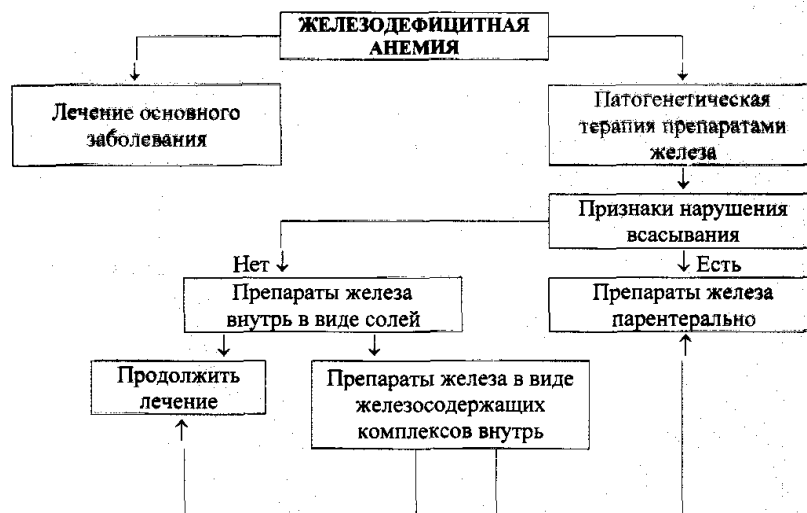 ЖЕЛЕЗОДЕФИЦИТНАЯ
АНЕМИЯ
Лечение основного
заболевания
Патогенетическая
терапия препаратами
железа
Признаки нарушения
всасывания
Нет
Есть
Препараты железа
внутрь в виде солей
Препараты железа
парентерально
Продолжить
лечение
Препараты железа в виде
железосодержащих
комплексов внутрь